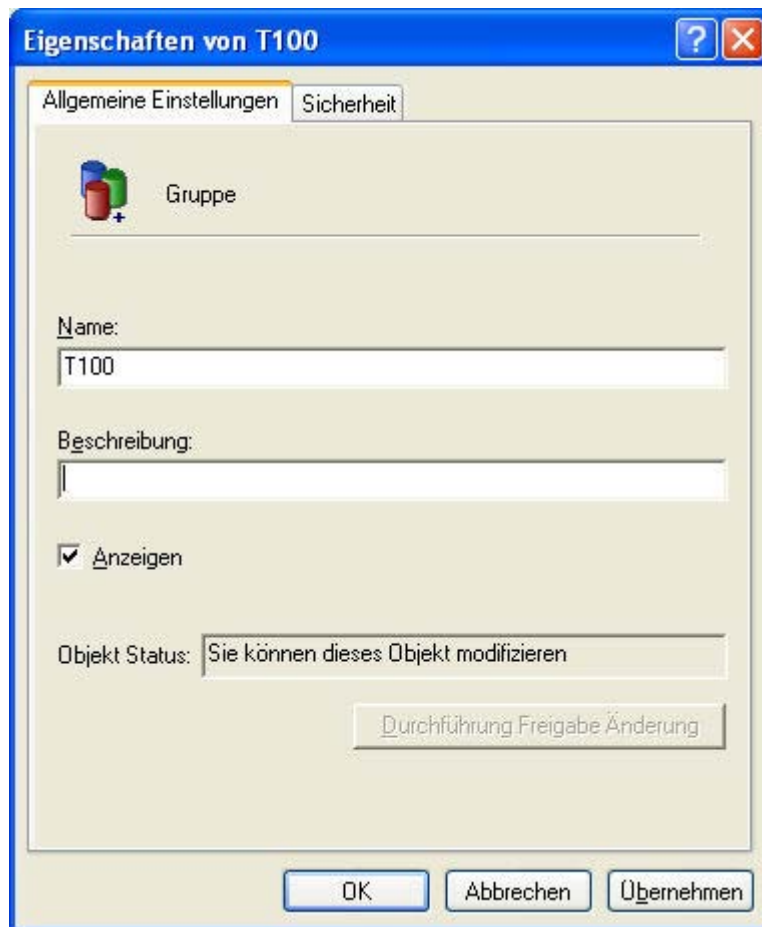 Eigenschaften von T100
Allgemeine Einstellungen Sicherheit
Gruppe
Name:
T100
Beschreibung:
Anzeigen
Objekt Status: Sie können dieses Objekt modifizieren
Durchführung Freigabe Änderung
OK Abbrechen Übernehmen